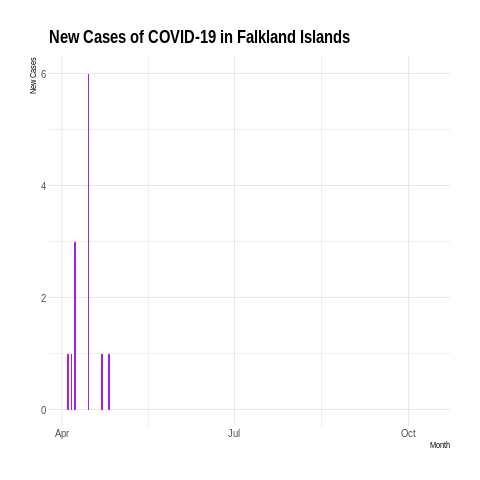 New Cases of COVID-19 in Falkland Islands
New Cases
6
4
2
0
Apr
Jul
Oct
Month